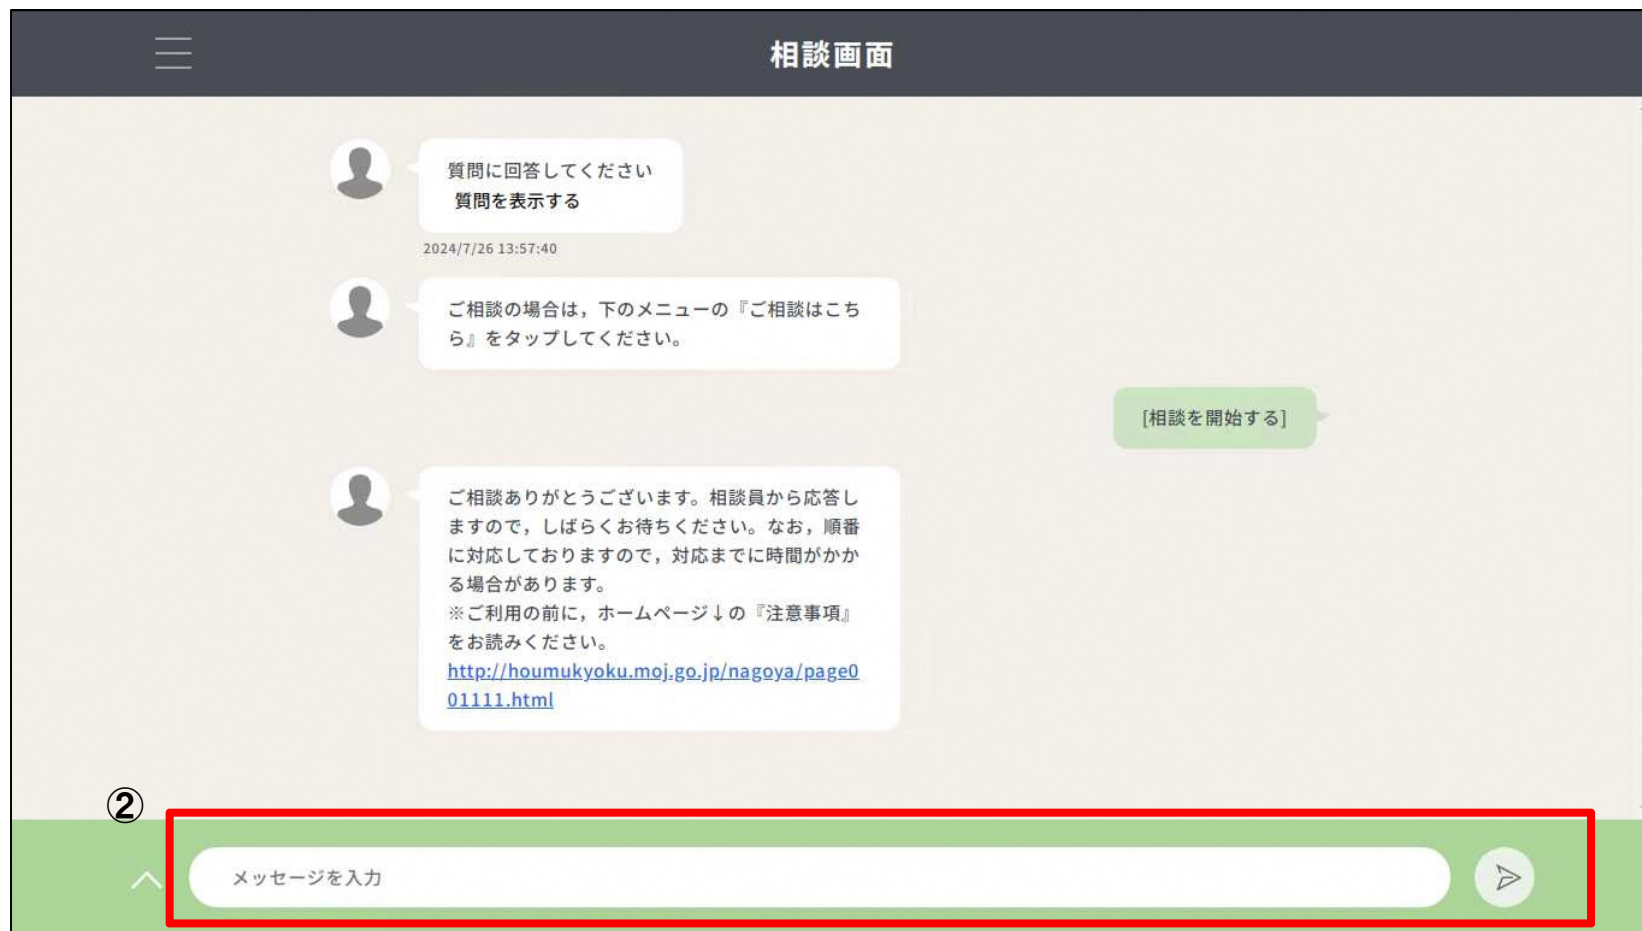 相談画面
質問に回答してください
質問を表示する
2024/7/26 13:57:40
ご相談の場合は，下のメニューの『ご相談はこち
ら』をタップしてください。
[相談を開始する]
ご相談ありがとうございます。相談員から応答し
ますので，しばらくお待ちください。なお，順番
に対応しておりますので，対応までに時間がかか
る場合があります。
※ご利用の前に，ホームページ↓の『注意事項』
をお読みください。
http://houmukyoku.moj.go.jp/nagoya/page0
01111.html
②
メッセージを入力